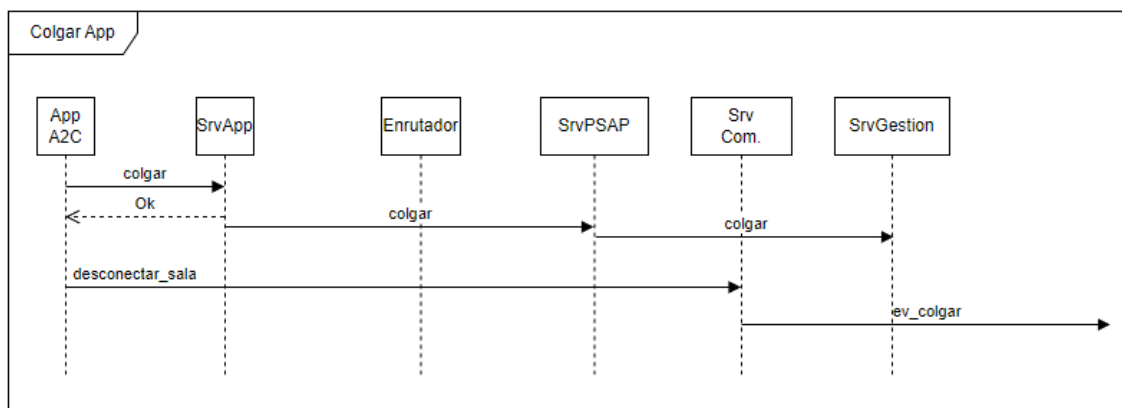 Colgar App
App
A2C
SrvApp
Enrutador
SrvPSAP
Srv
Com.
SrvGestion
colgar
Ok
colgar
colgar
desconectar_sala
ev_colgar